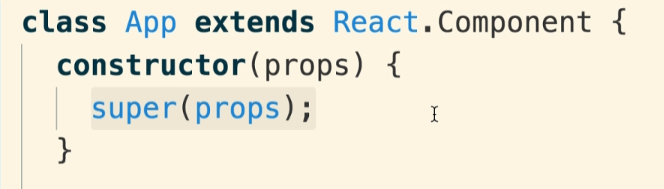 class App extends React.Component {
constructor(props) {
super(props);
}